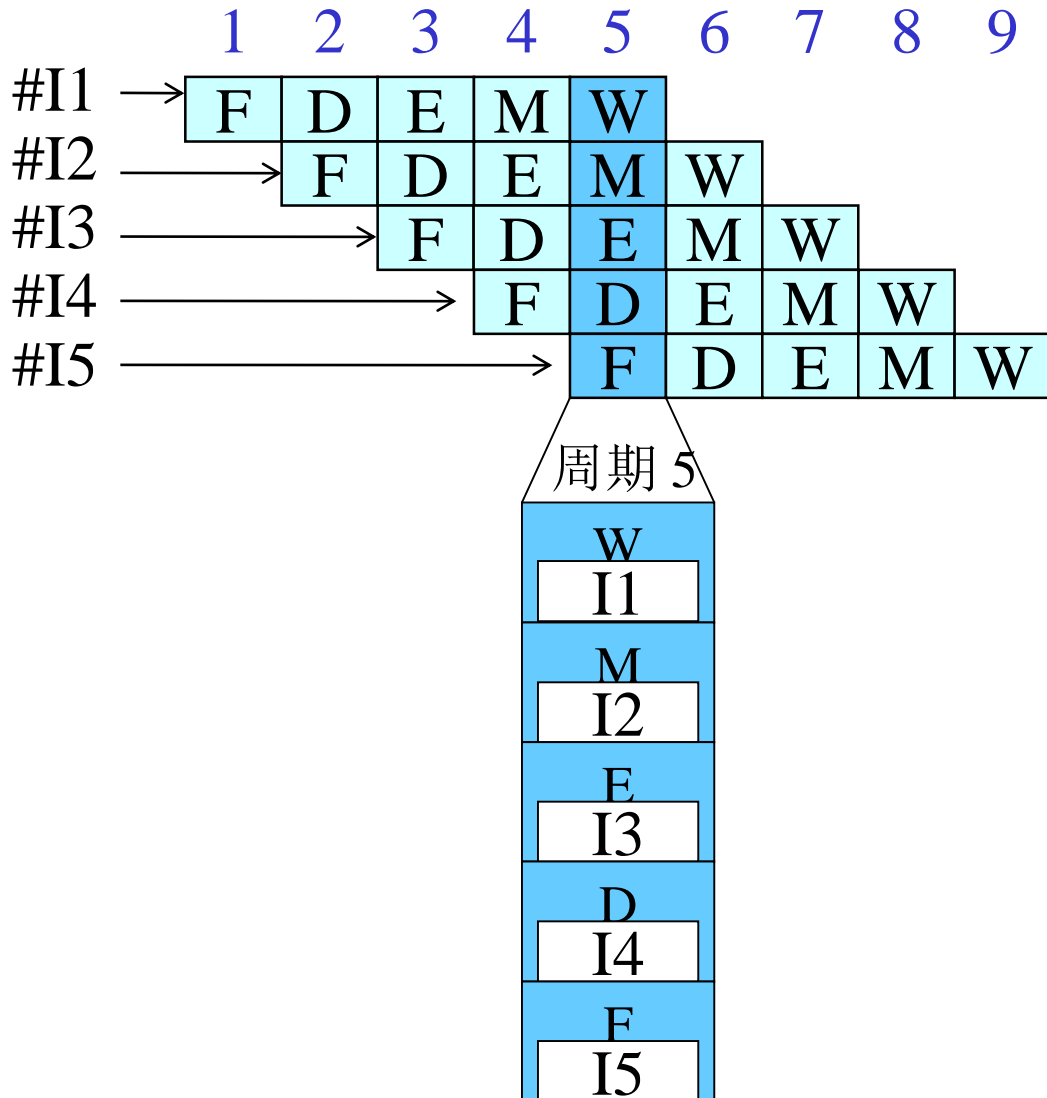 1 2 3 4 5 6 7 8 9
#I1 F D E M W
#I2 F D E M W
#I3 F D E M W
#I4 F D E M W
#I5 F D E M W
周期 5
W
I1
M
I2
E
I3
D
I4
F
I5